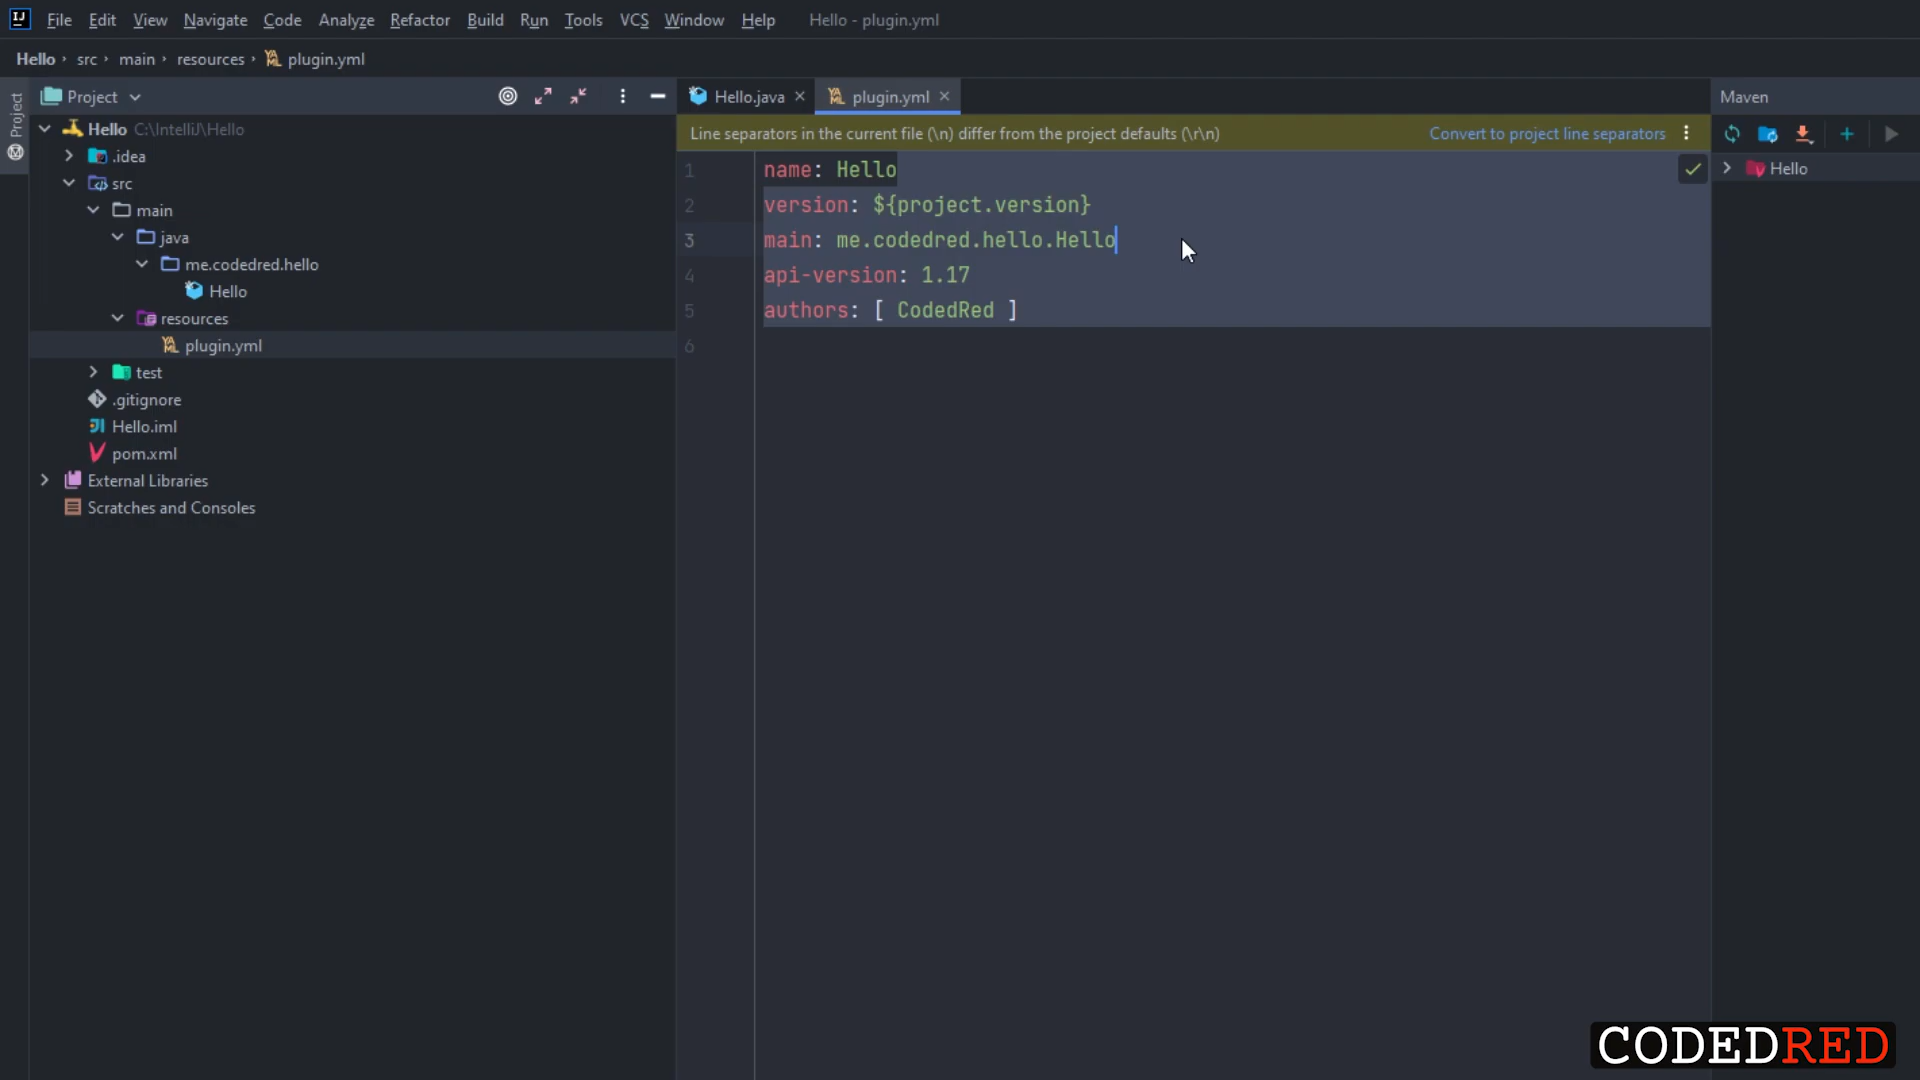 IJ File Edit View Navigate Code Analyze Refactor Build Run Tools VCS Window Help Hello - plugin.yml
Hello src main resources plugin.yml
Project
Project
Hello C:\IntelliJ\Hello
.idea
src
main
java
me.codedred.hello
Hello
resources
plugin.yml
test
.gitignore
Hello.iml
pom.xml
External Libraries
Scratches and Consoles
Hello.java plugin.yml
Line separators in the current file (\n) differ from the project defaults (\r\n) Convert to project line separators
1 name: Hello
2 version: ${project.version}
3 main: me.codedred.hello.Hello
4 api-version: 1.17
5 authors: [ CodedRed ]
6
Maven
Hello
CODEDRED